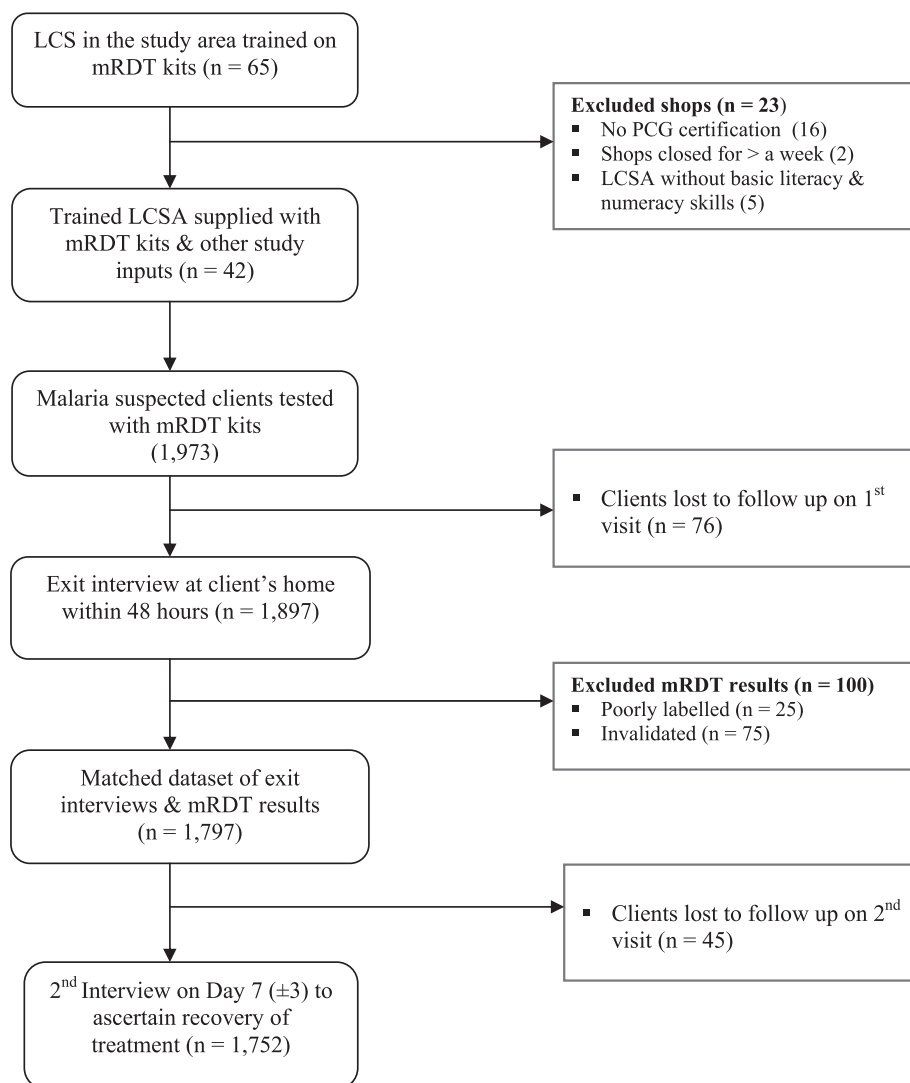 LCS in the study area trained on
mRDT kits (n = 65)
Excluded shops (n = 23)
▪ No PCG certification (16)
▪ Shops closed for > a week (2)
▪ LCSA without basic literacy &
numeracy skills (5)
Trained LCSA supplied with
mRDT kits & other study
inputs (n = 42)
Malaria suspected clients tested
with mRDT kits
(1,973)
▪ Clients lost to follow up on 1st
visit (n = 76)
Exit interview at client's home
within 48 hours (n = 1,897)
Excluded mRDT results (n = 100)
▪ Poorly labelled (n = 25)
▪ Invalidated (n = 75)
Matched dataset of exit
interviews & mRDT results
(n = 1,797)
▪ Clients lost to follow up on 2nd
visit (n = 45)
2nd Interview on Day 7 (±3) to
ascertain recovery of
treatment (n = 1,752)